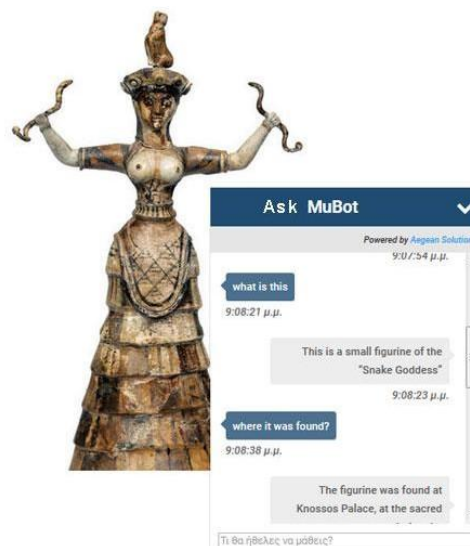 Ask MuBot
Powered by Aegean Solution
9:07:54 μ.μ.
what is this
9:08:21 μ.μ.
This is a small figurine of the
“Snake Goddess”
9:08:23 μ.μ.
where it was found?
9:08:38 μ.μ.
The figurine was found at
Knossos Palace, at the sacred
Τι θα ήθελες να μάθεις?